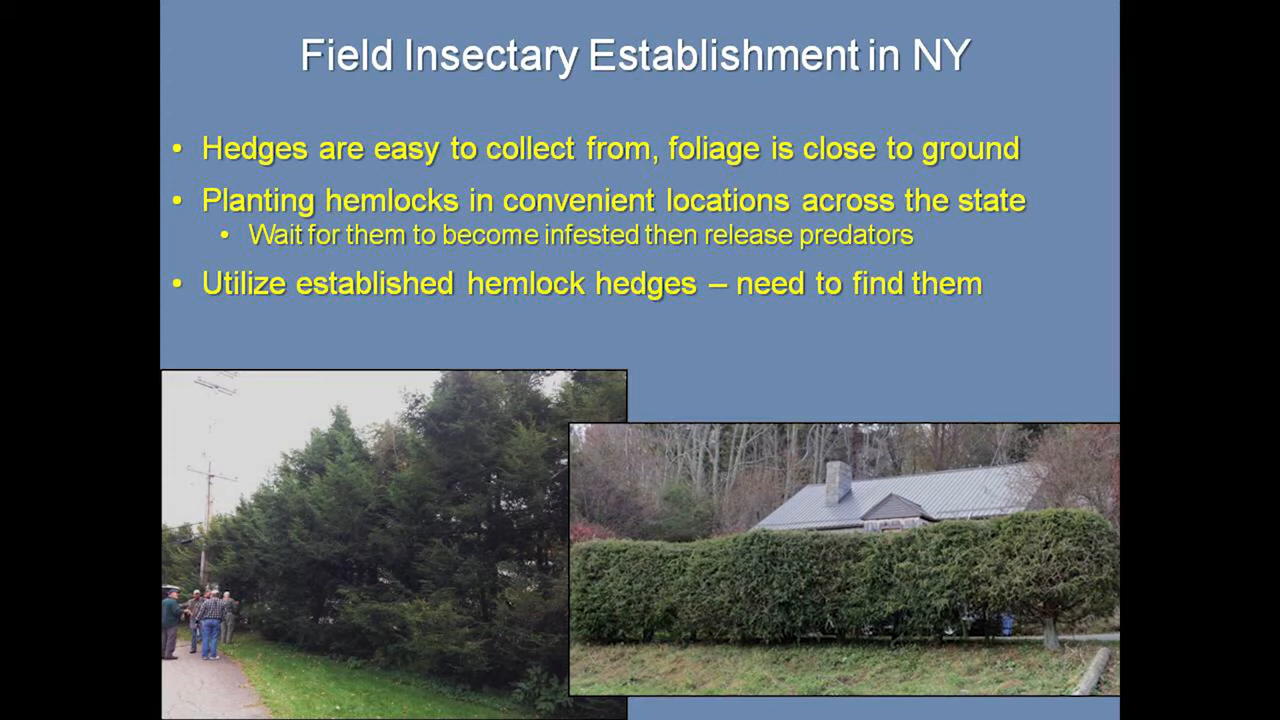 Field Insectary Establishment in NY
• Hedges are easy to collect from, foliage is close to ground
• Planting hemlocks in convenient locations across the state
• Wait for them to become infested then release predators
• Utilize established hemlock hedges – need to find them